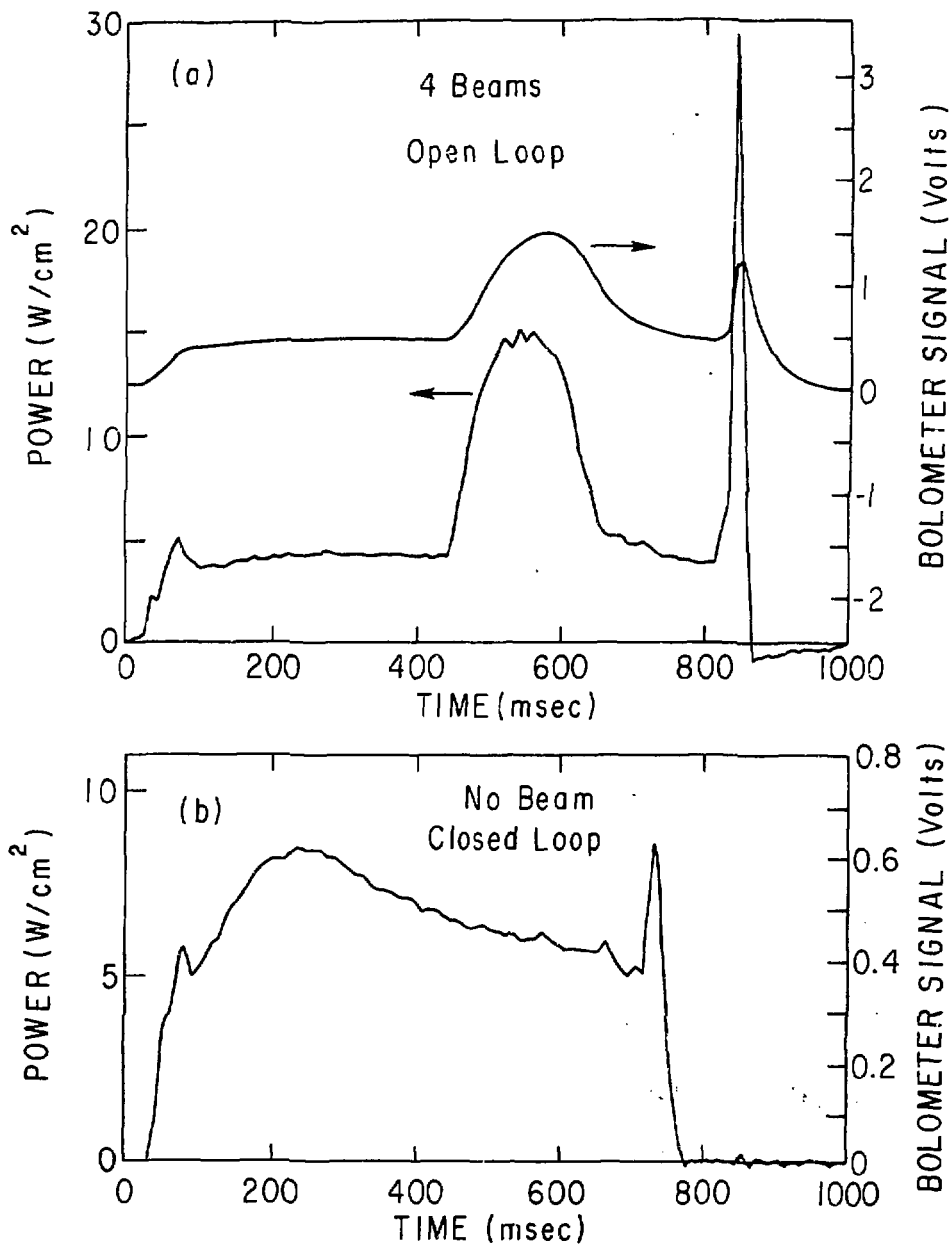 (a)
4 Beams
Open Loop
POWER (W/cm²)
30
20
10
0
BOLOMETER SIGNAL (Volts)
3
2
1
0
-1
-2
0 200 400 600 800 1000
TIME (msec)
(b)
No Beam
Closed Loop
POWER (W/cm²)
10
5
0
BOLOMETER SIGNAL (Volts)
0.8
0.6
0.4
0.2
0
0 200 400 600 800 1000
TIME (msec)